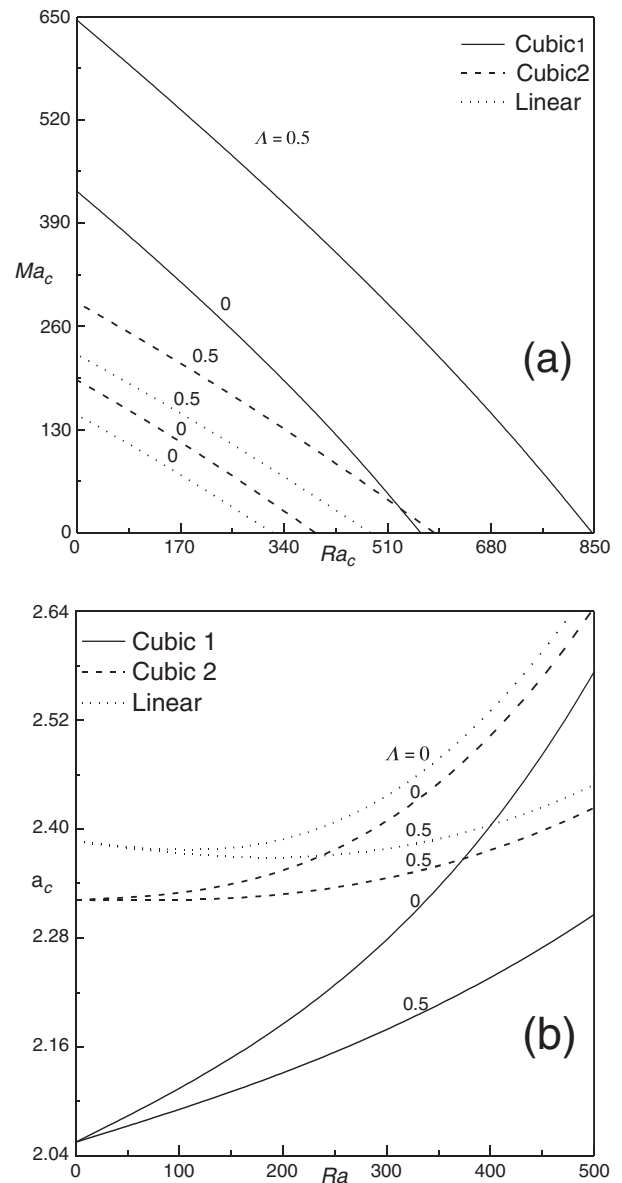 650
520
390
260
130
0
Ma_c
0
170
340
510
680
850
Ra_c
Cubic1
Cubic2
Linear
Λ = 0.5
0
0.5
0.5
0
0
(a)
2.64
2.52
2.40
2.28
2.16
2.04
a_c
0
100
200
300
400
500
Ra
Cubic 1
Cubic 2
Linear
Λ = 0
0
0.5
0.5
0
0.5
(b)